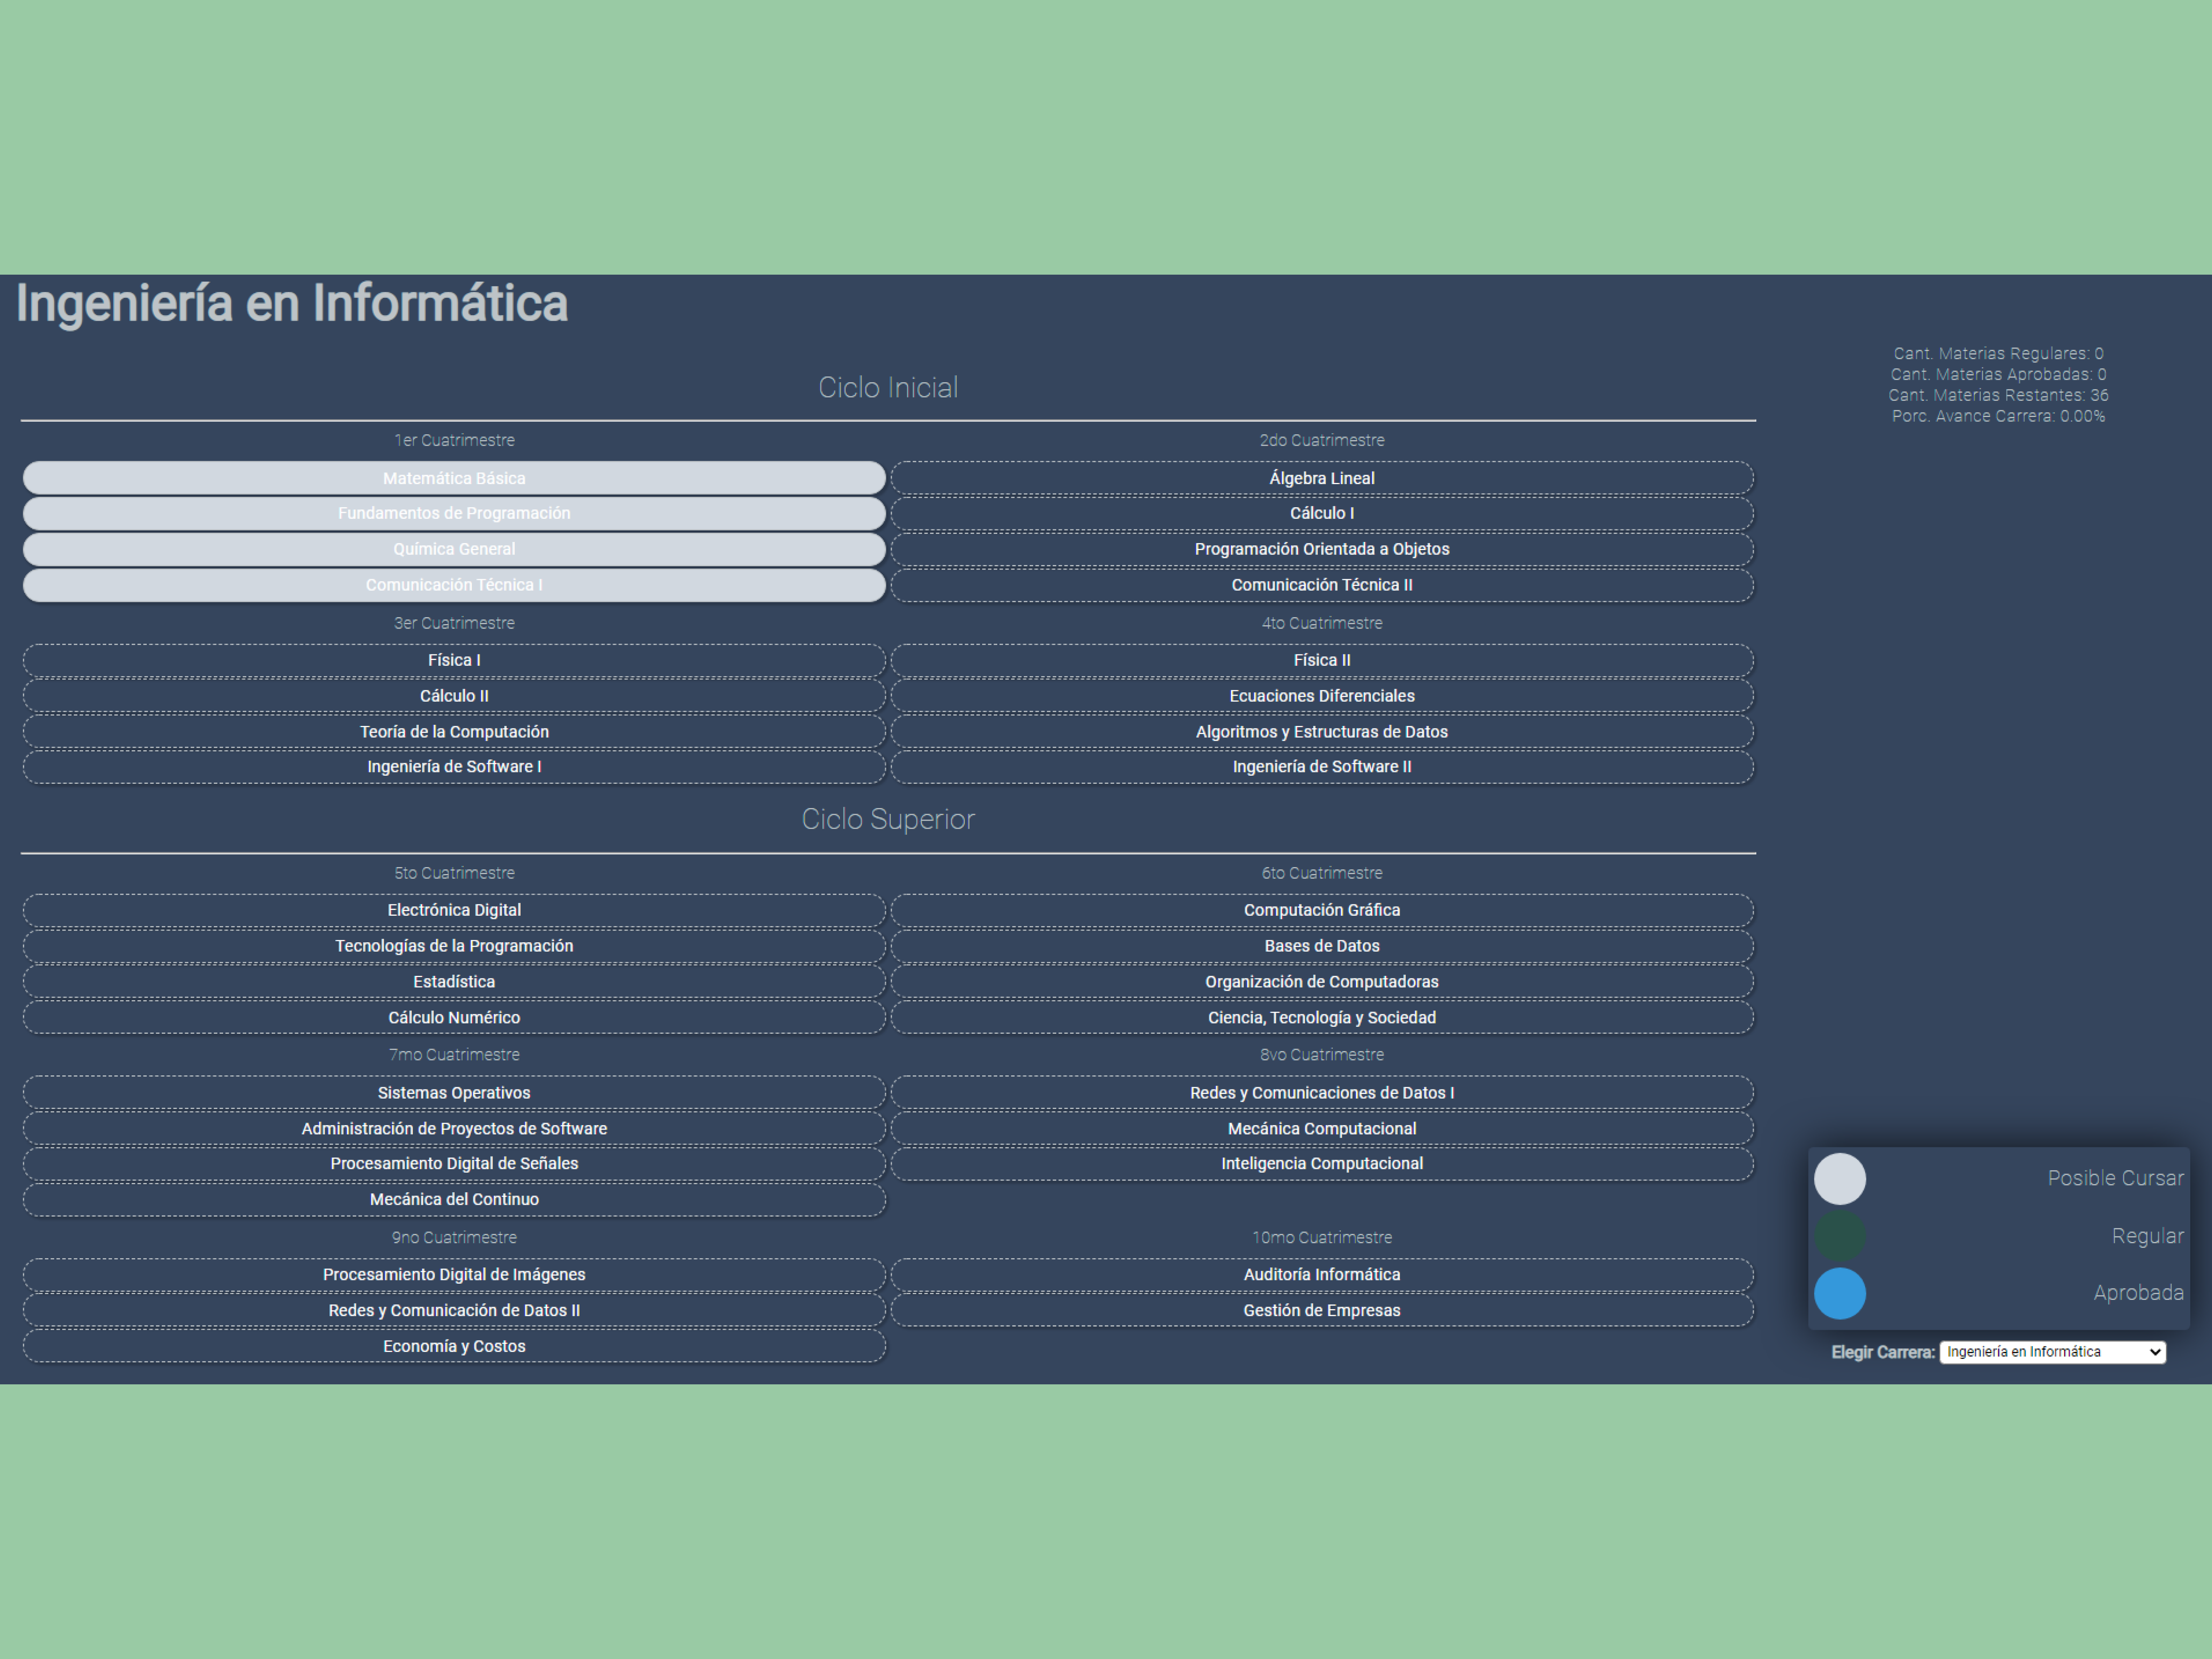 Ingeniería en Informática
Cant. Materias Regulares: 0
Cant. Materias Aprobadas: 0
Cant. Materias Restantes: 36
Porc. Avance Carrera: 0.00%
Ciclo Inicial
1er Cuatrimestre
Matemática Básica
Fundamentos de Programación
Química General
Comunicación Técnica I
2do Cuatrimestre
Álgebra Lineal
Cálculo I
Programación Orientada a Objetos
Comunicación Técnica II
3er Cuatrimestre
Física I
Cálculo II
Teoría de la Computación
Ingeniería de Software I
4to Cuatrimestre
Física II
Ecuaciones Diferenciales
Algoritmos y Estructuras de Datos
Ingeniería de Software II
Ciclo Superior
5to Cuatrimestre
Electrónica Digital
Tecnologías de la Programación
Estadística
Cálculo Numérico
6to Cuatrimestre
Computación Gráfica
Bases de Datos
Organización de Computadoras
Ciencia, Tecnología y Sociedad
7mo Cuatrimestre
Sistemas Operativos
Administración de Proyectos de Software
Procesamiento Digital de Señales
Mecánica del Continuo
8vo Cuatrimestre
Redes y Comunicaciones de Datos I
Mecánica Computacional
Inteligencia Computacional
9no Cuatrimestre
Procesamiento Digital de Imágenes
Redes y Comunicación de Datos II
Economía y Costos
10mo Cuatrimestre
Auditoría Informática
Gestión de Empresas
Posible Cursar
Regular
Aprobada
Elegir Carrera: Ingeniería en Informática